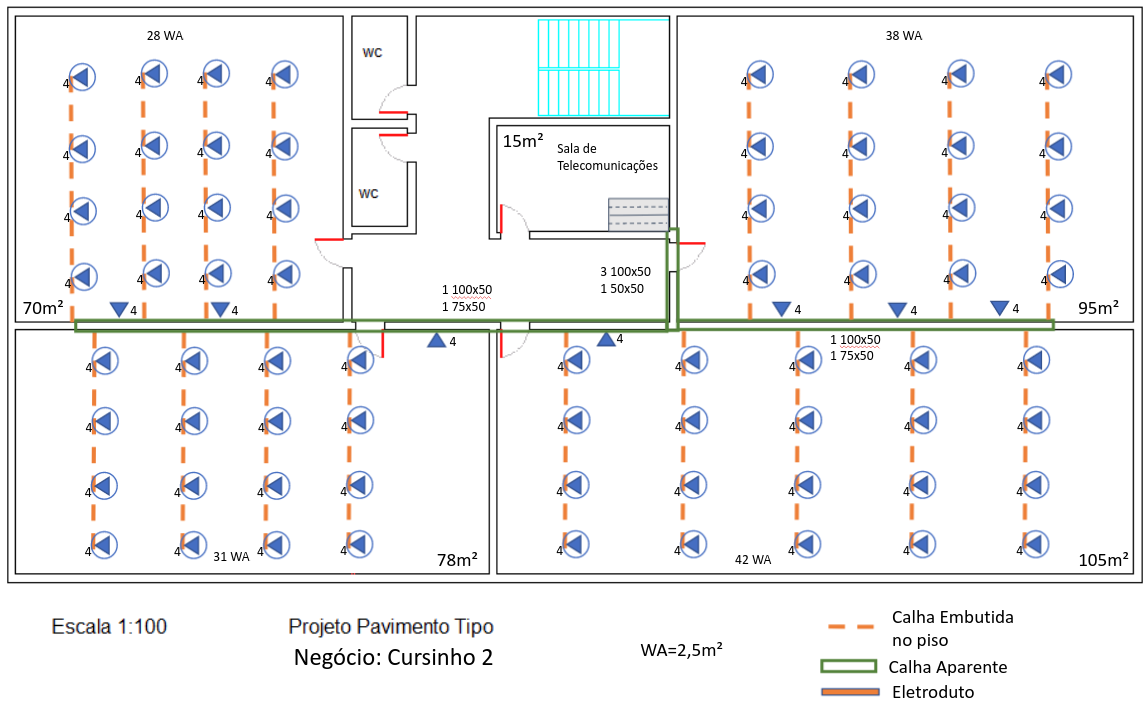 28 WA
38 WA
WC
4 4 4 4
4 4 4 4
15m²
Sala de
Telecomunicações
4 4 4 4
4 4 4 4
WC
4 4 4 4
4 4 4 4
3 100x50
1 50x50
1 100x50
1 75x50
4 4 4 4
4 4 4 4
70m²
4 4
4 4 4
95m²
4
4
1 100x50
1 75x50
4 4 4 4
4 4 4 4 4
4 4 4 4
4 4 4 4 4
4 4 4 4
4 4 4 4 4
4 4 4 4
4 4 4 4 4
31 WA
78m²
42 WA
105m²
Escala 1:100
Projeto Pavimento Tipo
Negócio: Cursinho 2
WA=2,5m²
Calha Embutida
no piso
Calha Aparente
Eletroduto